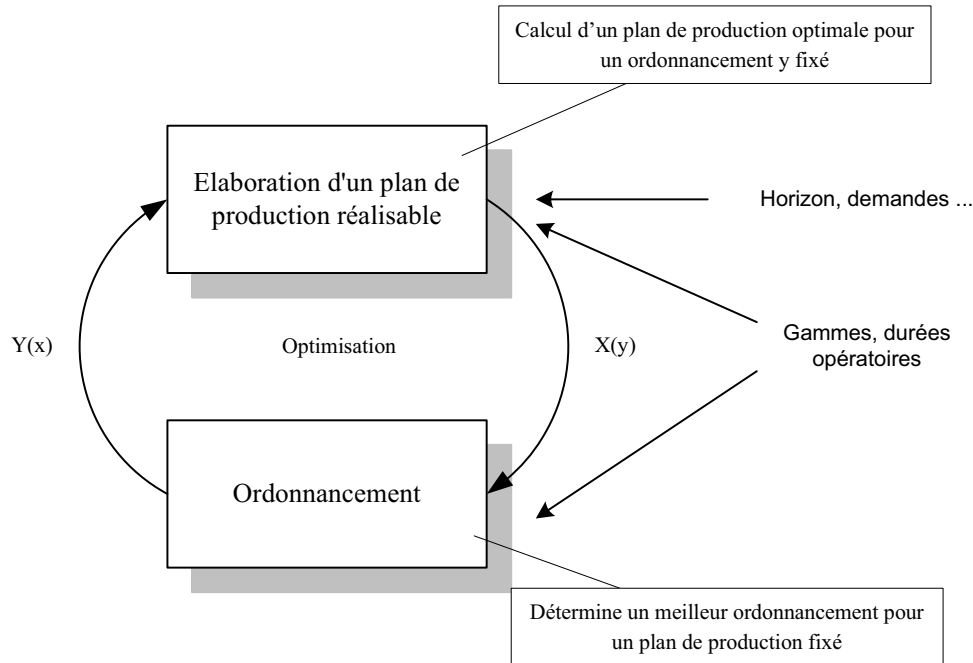 Calcul d'un plan de production optimale pour
un ordonnancement y fixé
Elaboration d'un plan de
production réalisable
Horizon, demandes ...
Y(x)
Optimisation
X(y)
Gammes, durées
opératoires
Ordonnancement
Détermine un meilleur ordonnancement pour
un plan de production fixé